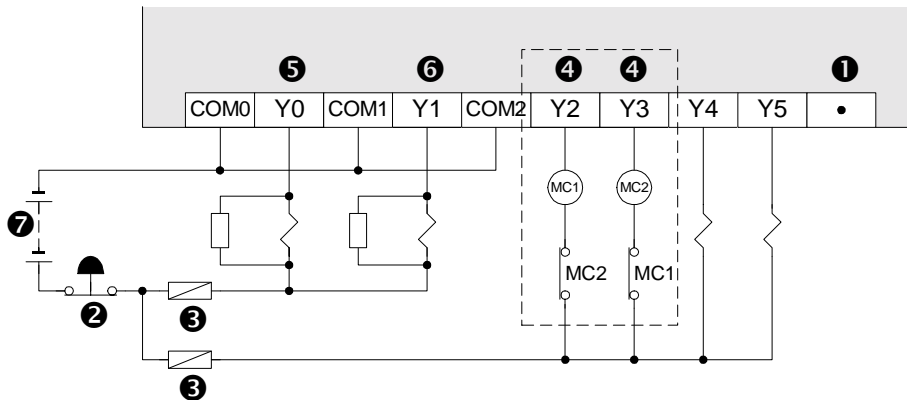 ❺ ❻ ❹ ❹ ❶
COM0 Y0 COM1 Y1 COM2 Y2 Y3 Y4 Y5 •
MC1 MC2
❼
MC2 MC1
❷ ❸
❸